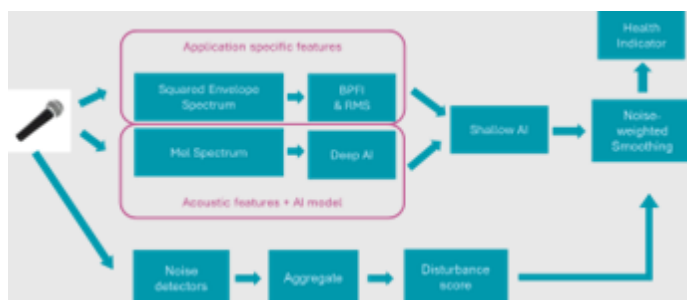 Health
Indicator
Application specific features
Squared Envelope
Spectrum
BPFI
& RMS
Shallow AI
Noise-
weighted
Smoothing
Mel Spectrum
Deep AI
Acoustic features + AI model
Noise
detectors
Aggregate
Disturbance
score